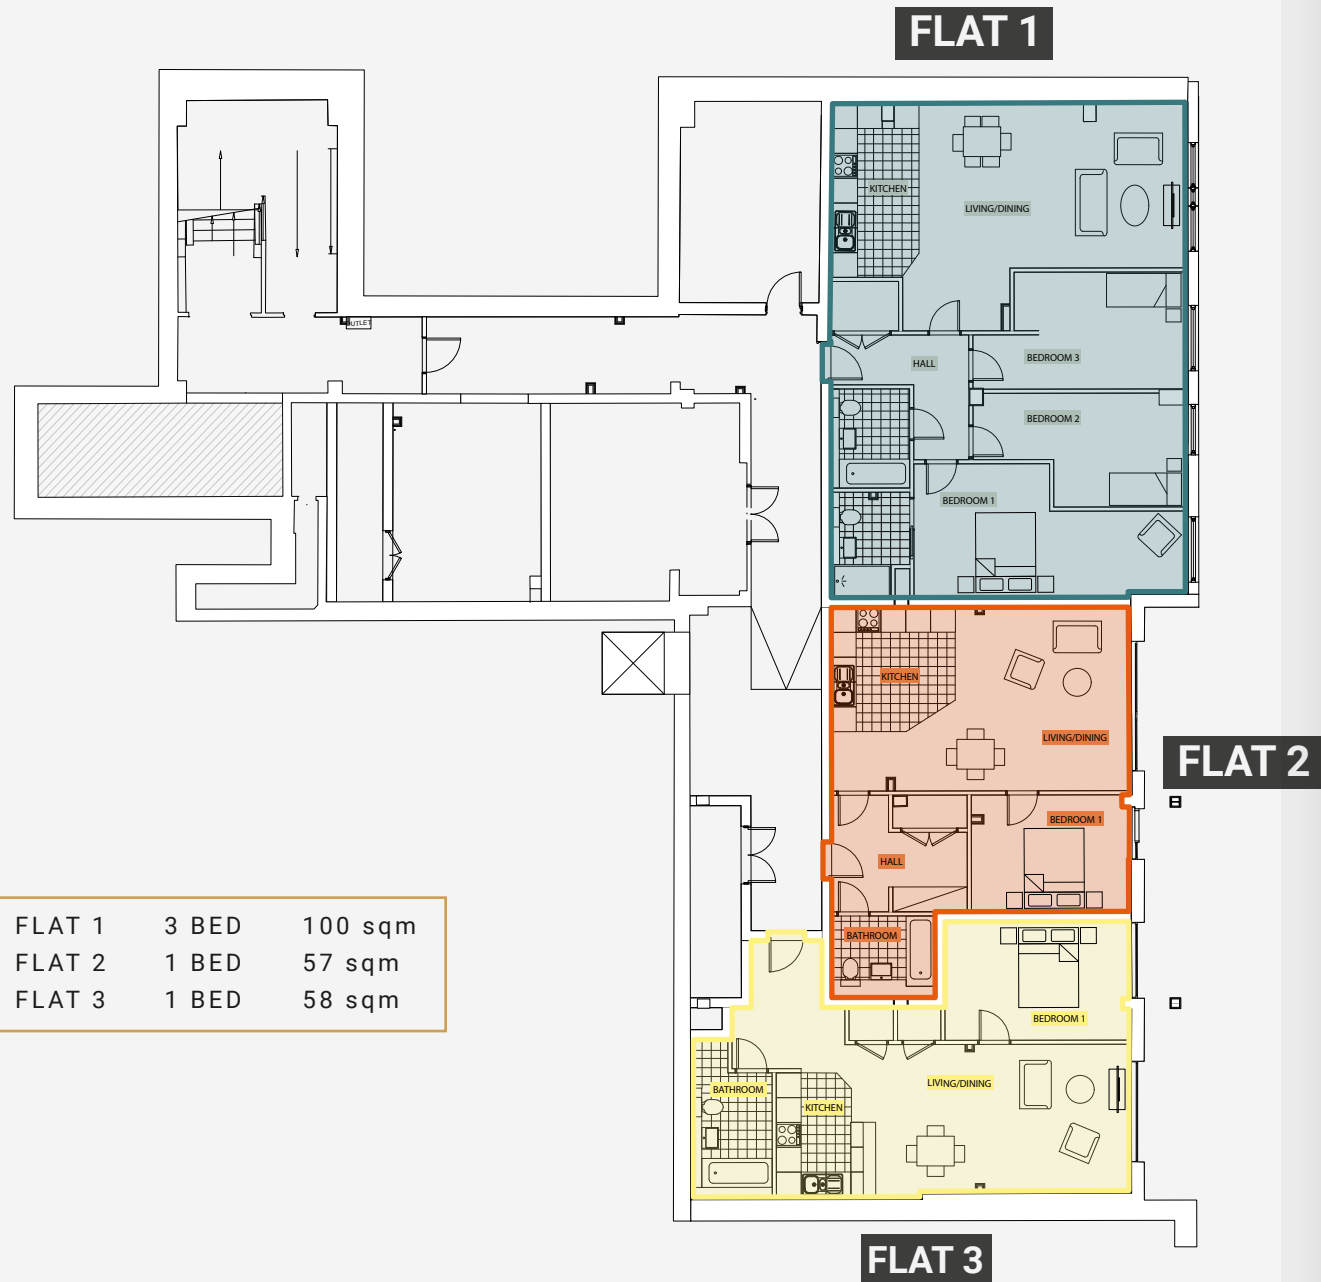 FLAT 1
KITCHEN
LIVING/DINING
OUTLET
BEDROOM 3
HALL
BEDROOM 2
BEDROOM 1
KITCHEN
LIVING/DINING
FLAT 2
BEDROOM 1
HALL
BATHROOM
FLAT 1 3 BED 100 sqm
FLAT 2 1 BED 57 sqm
FLAT 3 1 BED 58 sqm
BEDROOM 1
LIVING/DINING
BATHROOM
KITCHEN
FLAT 3